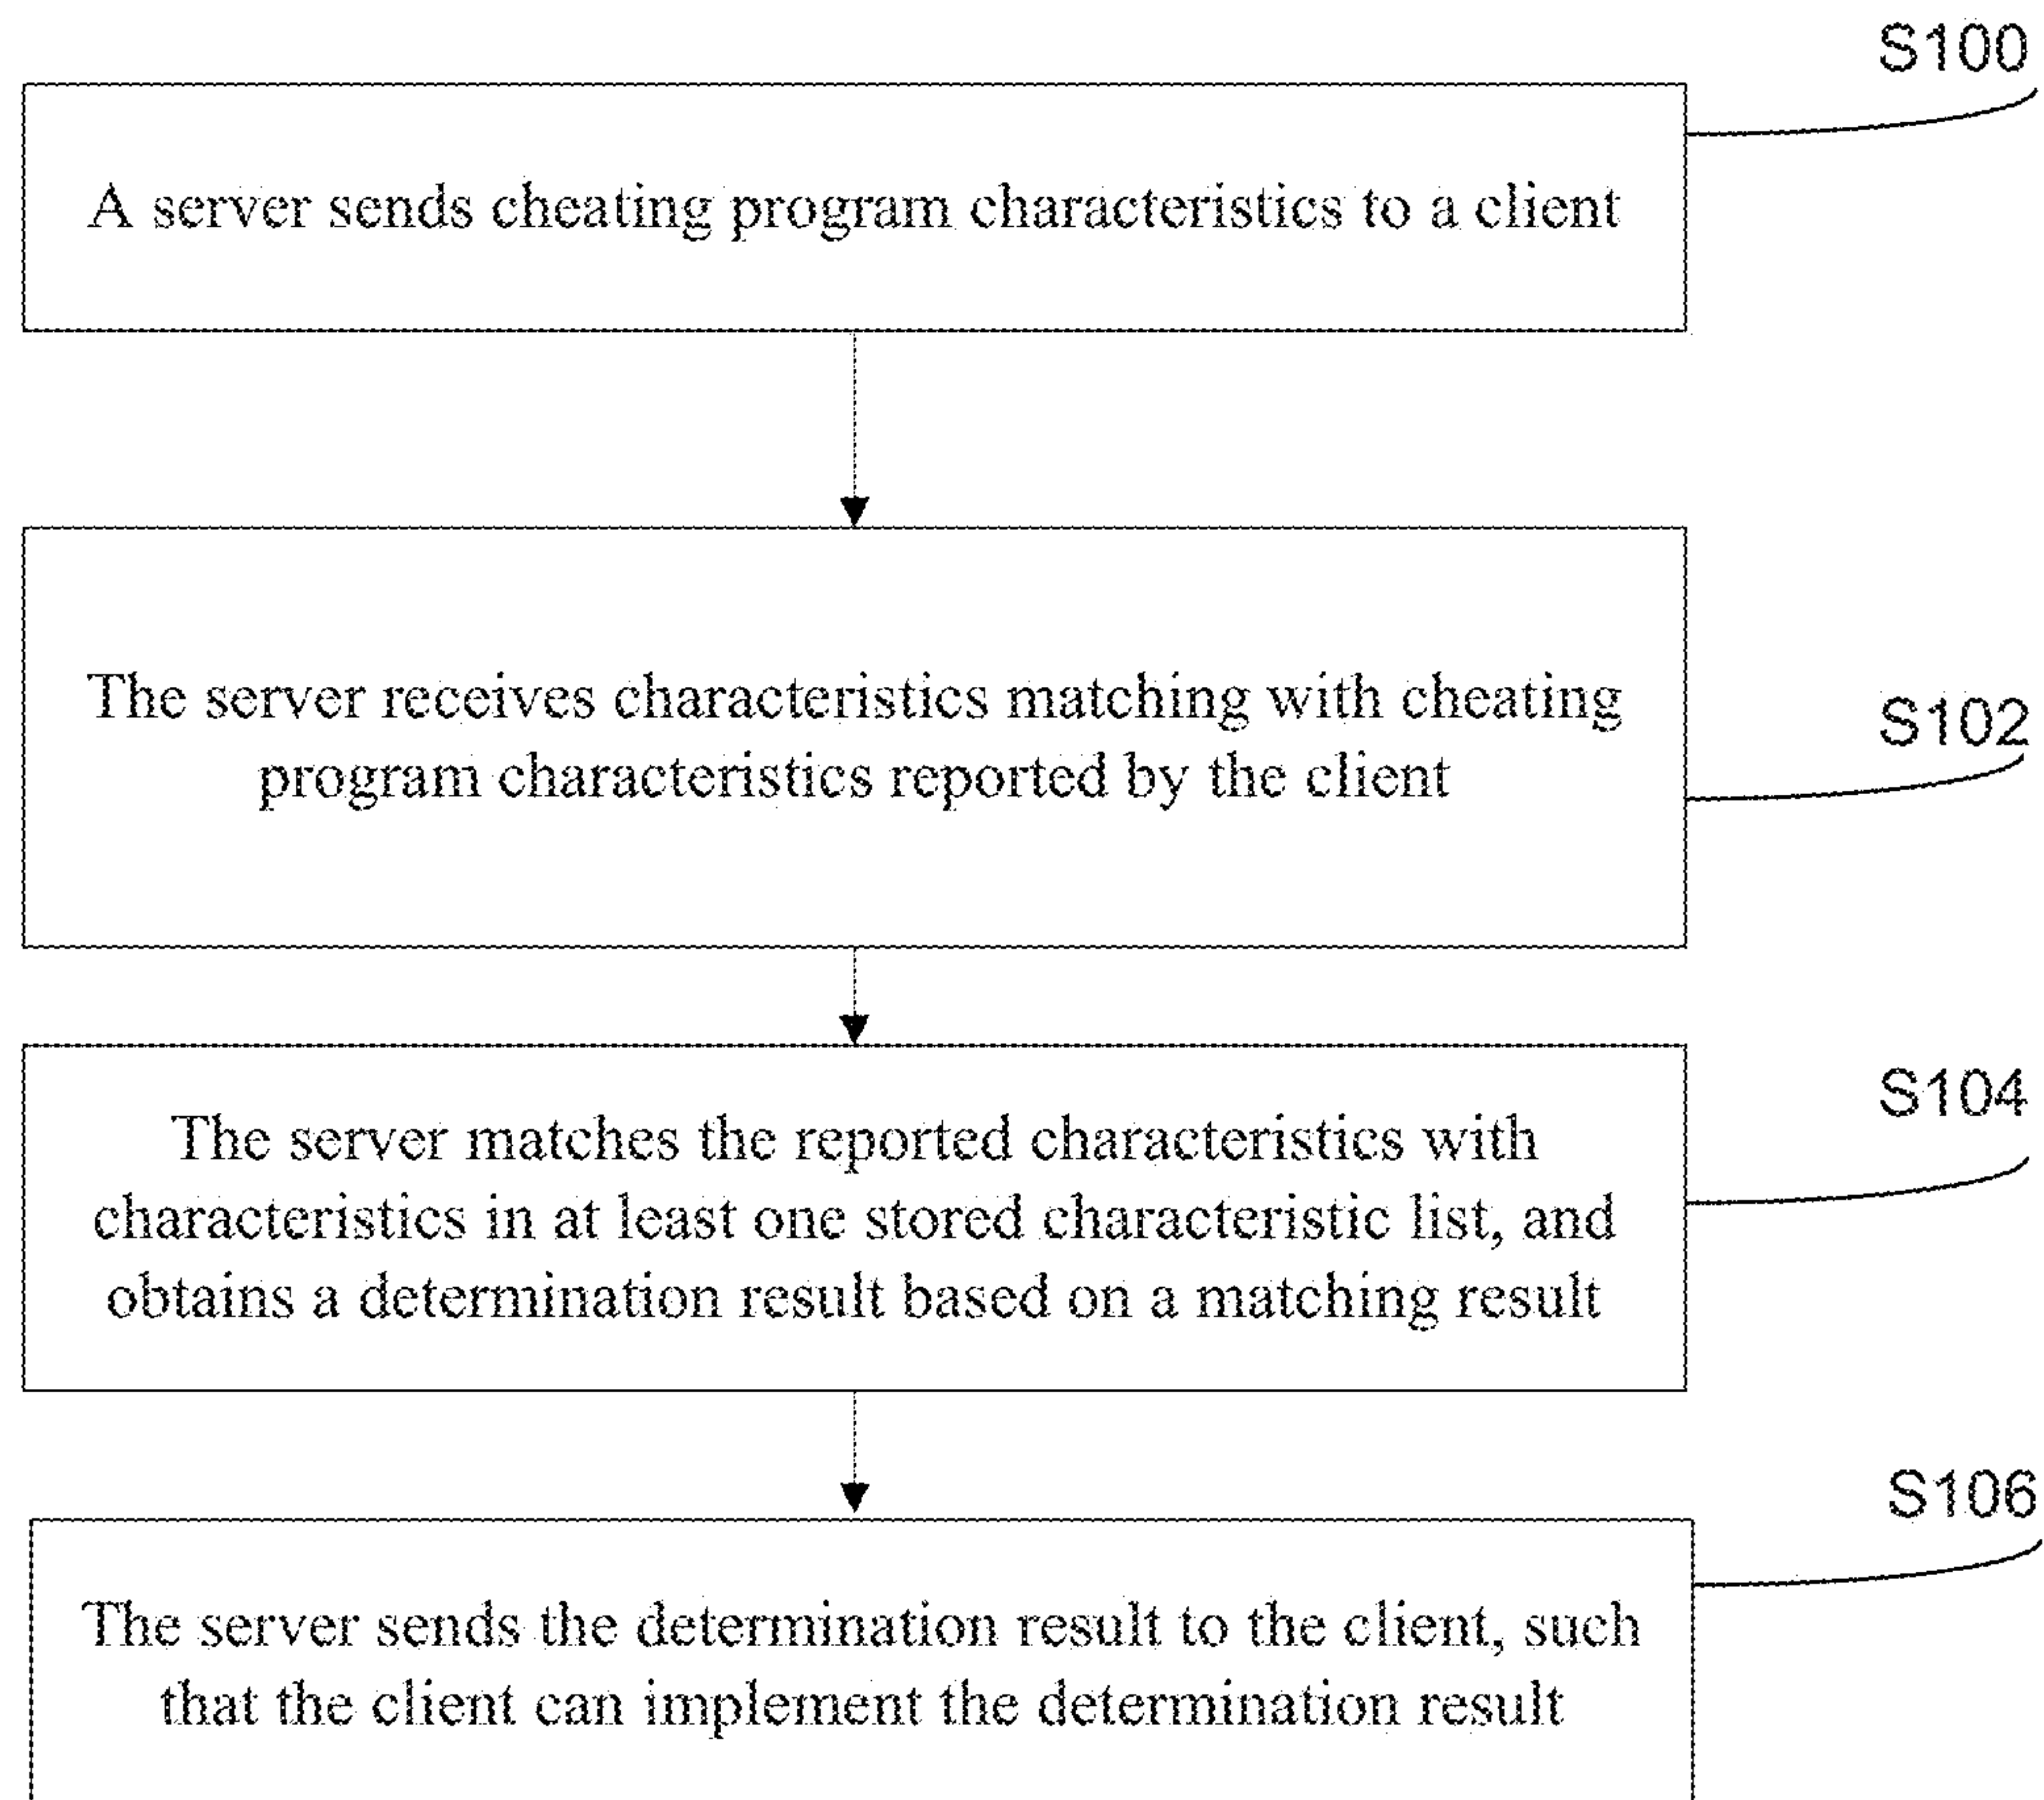 S100
A server sends cheating program characteristics to a client
The server receives characteristics matching with cheating
program characteristics reported by the client
S102
The server matches the reported characteristics with
characteristics in at least one stored characteristic list, and
obtains a determination result based on a matching result
S104
The server sends the determination result to the client, such
that the client can implement the determination result
S106